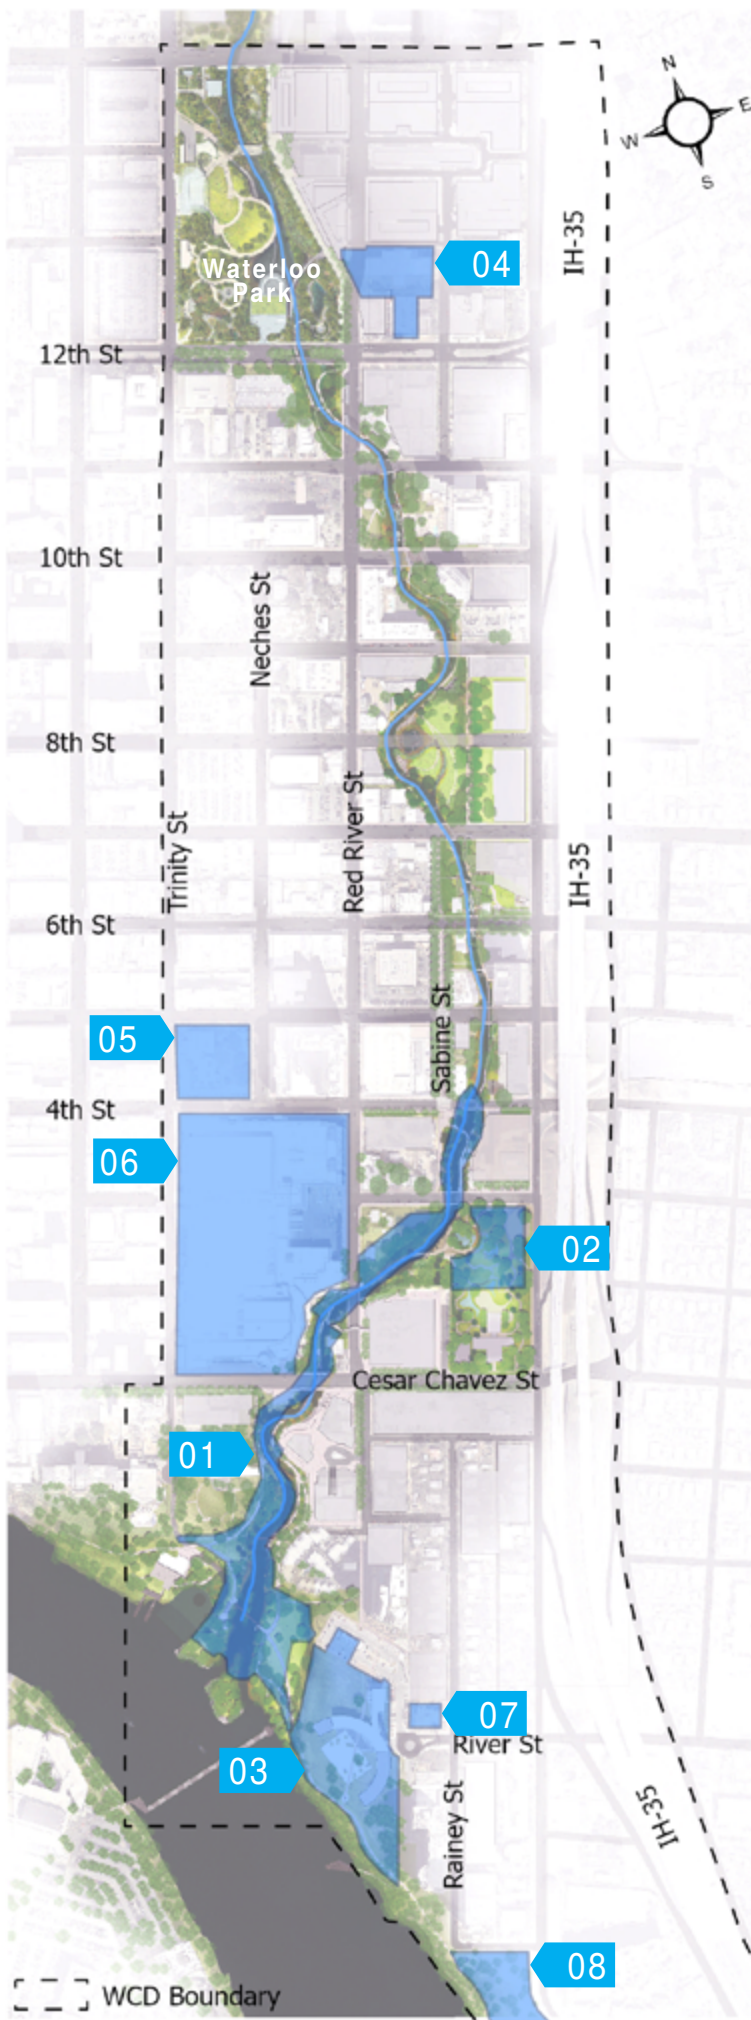 N
E
W
S
IH-35
04
Waterloo
Park
12th St
10th St
Neches St
8th St
Red River St
Trinity St
IH-35
6th St
Sabine St
05
4th St
06
02
Cesar Chavez St
01
07
River St
03
Rainey St
IH-35
08
WCD Boundary